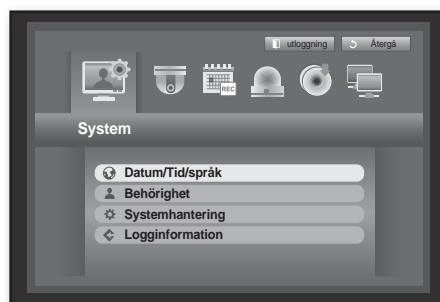 utloggning
Återgå
REC
System
Datum/Tid/språk
Behörighet
Systemhantering
Logginformation